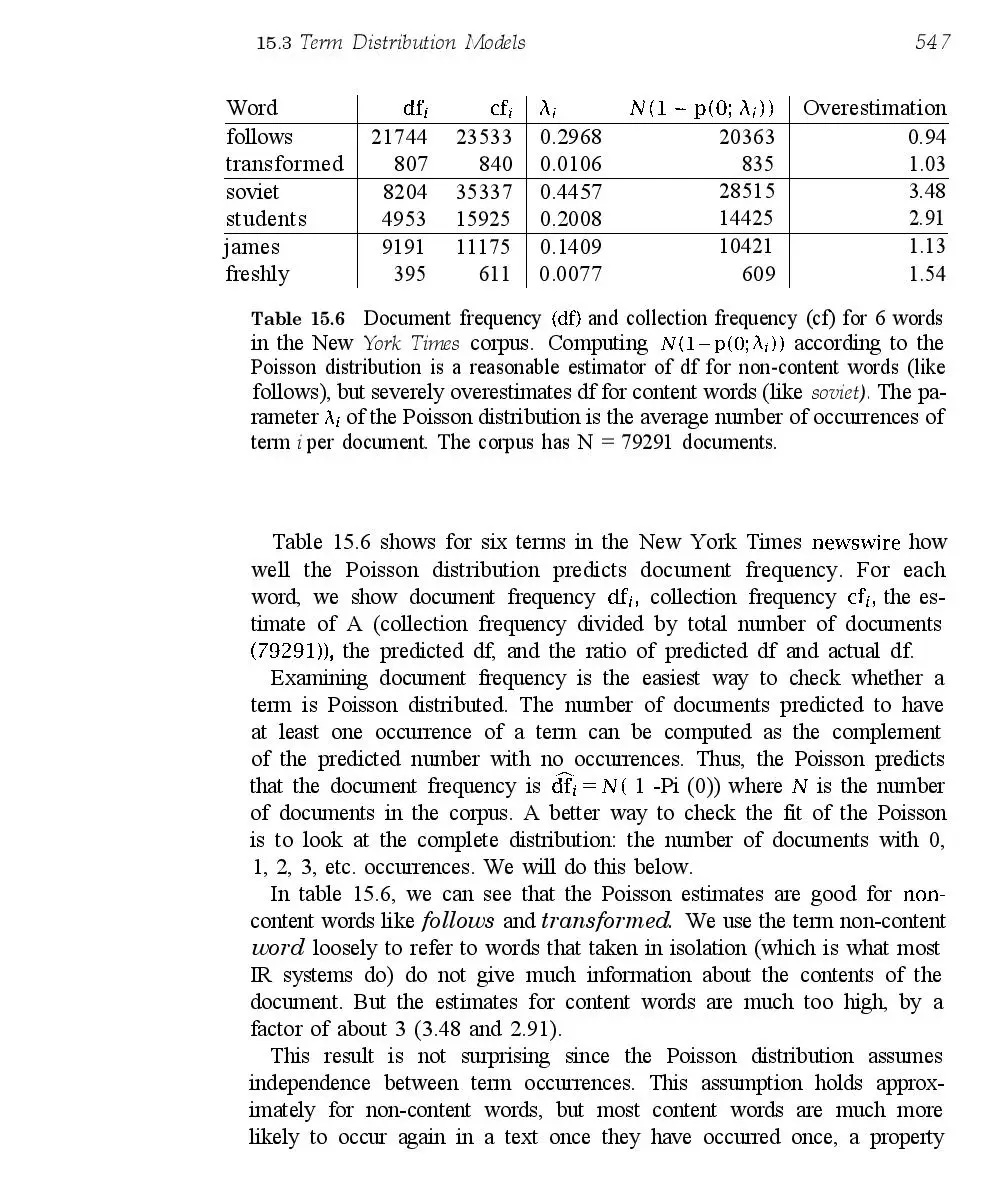 15.3 Term Distribution Models 547
Word dfi cfi λi N(1 – p(0; λi)) Overestimation
follows 21744 23533 0.2968 20363 0.94
transformed 807 840 0.0106 835 1.03
soviet 8204 35337 0.4457 28515 3.48
students 4953 15925 0.2008 14425 2.91
james 9191 11175 0.1409 10421 1.13
freshly 395 611 0.0077 609 1.54
Table 15.6 Document frequency (df) and collection frequency (cf) for 6 words
in the New York Times corpus. Computing N(1–p(0;λi)) according to the
Poisson distribution is a reasonable estimator of df for non-content words (like
follows), but severely overestimates df for content words (like soviet). The pa-
rameter λi of the Poisson distribution is the average number of occurrences of
term i per document. The corpus has N = 79291 documents.
Table 15.6 shows for six terms in the New York Times newswire how
well the Poisson distribution predicts document frequency. For each
word, we show document frequency dfi, collection frequency cfi, the es-
timate of A (collection frequency divided by total number of documents
(79291)), the predicted df, and the ratio of predicted df and actual df.
Examining document frequency is the easiest way to check whether a
term is Poisson distributed. The number of documents predicted to have
at least one occurrence of a term can be computed as the complement
of the predicted number with no occurrences. Thus, the Poisson predicts
that the document frequency is d̂fi = N( 1 -Pi (0)) where N is the number
of documents in the corpus. A better way to check the fit of the Poisson
is to look at the complete distribution: the number of documents with 0,
1, 2, 3, etc. occurrences. We will do this below.
In table 15.6, we can see that the Poisson estimates are good for non-
content words like follows and transformed. We use the term non-content
word loosely to refer to words that taken in isolation (which is what most
IR systems do) do not give much information about the contents of the
document. But the estimates for content words are much too high, by a
factor of about 3 (3.48 and 2.91).
This result is not surprising since the Poisson distribution assumes
independence between term occurrences. This assumption holds approx-
imately for non-content words, but most content words are much more
likely to occur again in a text once they have occurred once, a property